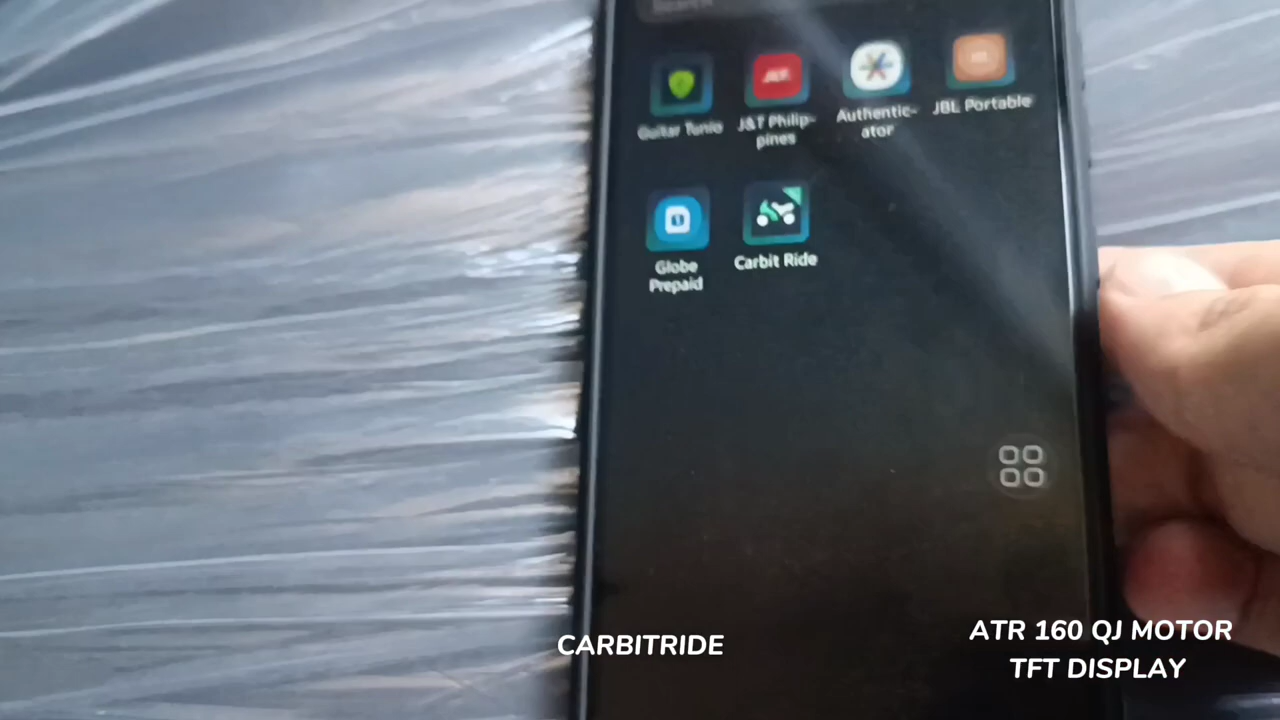 Search
Guitar Tunio
J&T Philip-
pines
Authentic-
ator
JBL Portable
Globe
Prepaid
Carbit Ride
CARBITRIDE
ATR 160 QJ MOTOR
TFT DISPLAY